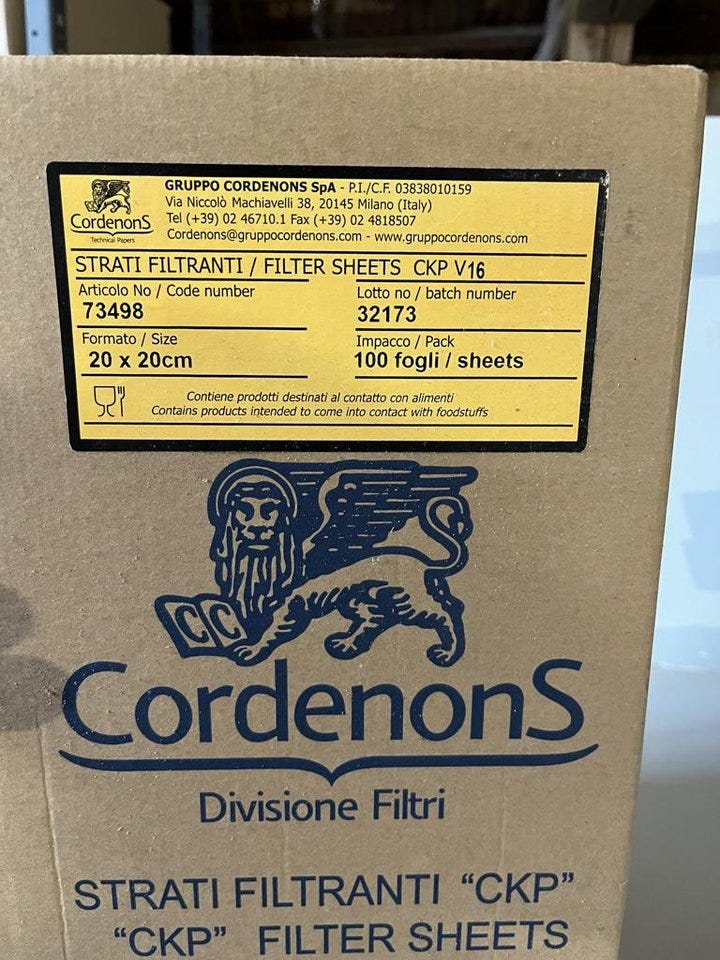 CordenonS
Technical Papers
GRUPPO CORDENONS SpA - P.I./C.F. 03838010159
Via Niccolò Machiavelli 38, 20145 Milano (Italy)
Tel (+39) 02 46710.1 Fax (+39) 02 4818507
Cordenons@gruppocordenons.com - www.gruppocordenons.com
STRATI FILTRANTI / FILTER SHEETS CKP V16
Articolo No / Code number
73498
Lotto no / batch number
32173
Formato / Size
20 x 20cm
Impacco / Pack
100 fogli / sheets
Contiene prodotti destinati al contatto con alimenti
Contains products intended to come into contact with foodstuffs
CC
CordenonS
Divisione Filtri
STRATI FILTRANTI "CKP"
"CKP" FILTER SHEETS